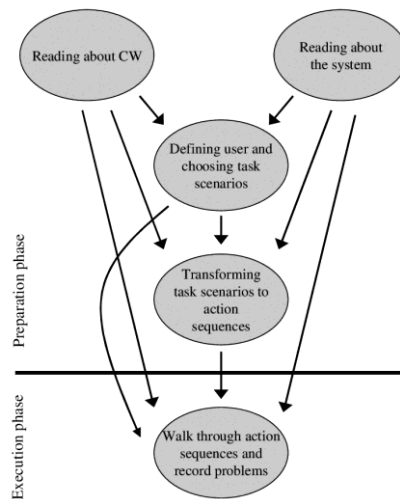 Reading about CW
Reading about
the system
Defining user and
choosing task
scenarios
Transforming
task scenarios to
action
sequences
Walk through action
sequences and
record problems
Preparation phase
Execution phase